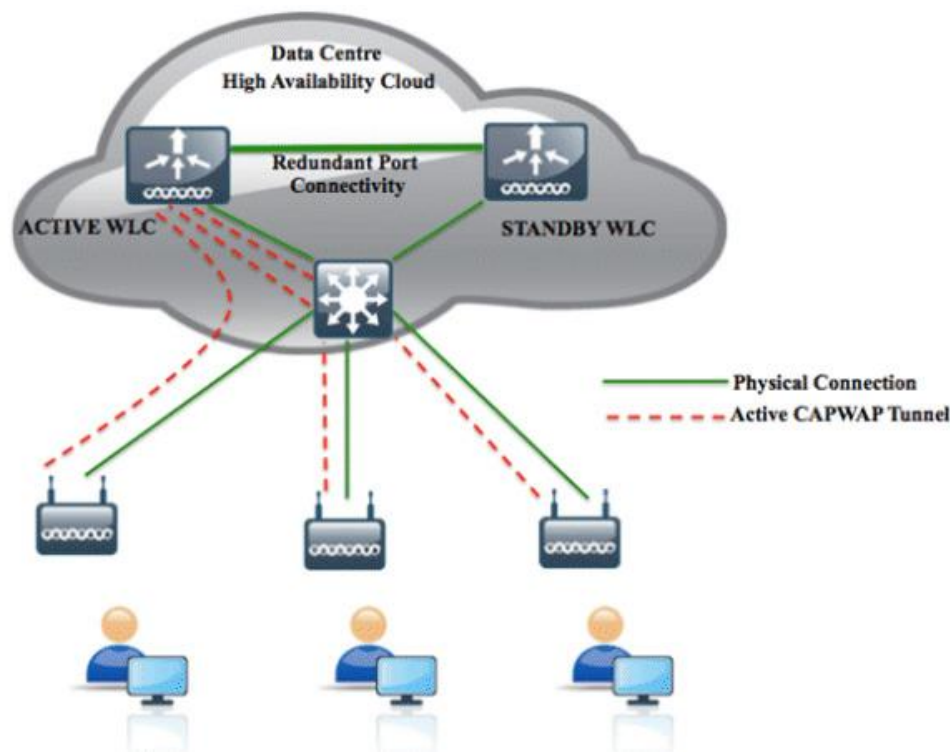 Data Centre
High Availability Cloud
Redundant Port
Connectivity
ACTIVE WLC
STANDBY WLC
Physical Connection
Active CAPWAP Tunnel